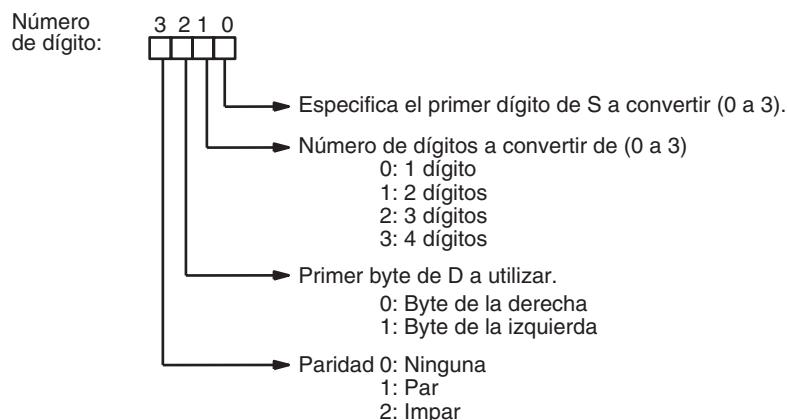 Número
de dígito:
3 2 1 0
Especifica el primer dígito de S a convertir (0 a 3).
Número de dígitos a convertir de (0 a 3)
0: 1 dígito
1: 2 dígitos
2: 3 dígitos
3: 4 dígitos
Primer byte de D a utilizar.
0: Byte de la derecha
1: Byte de la izquierda
Paridad 0: Ninguna
1: Par
2: Impar